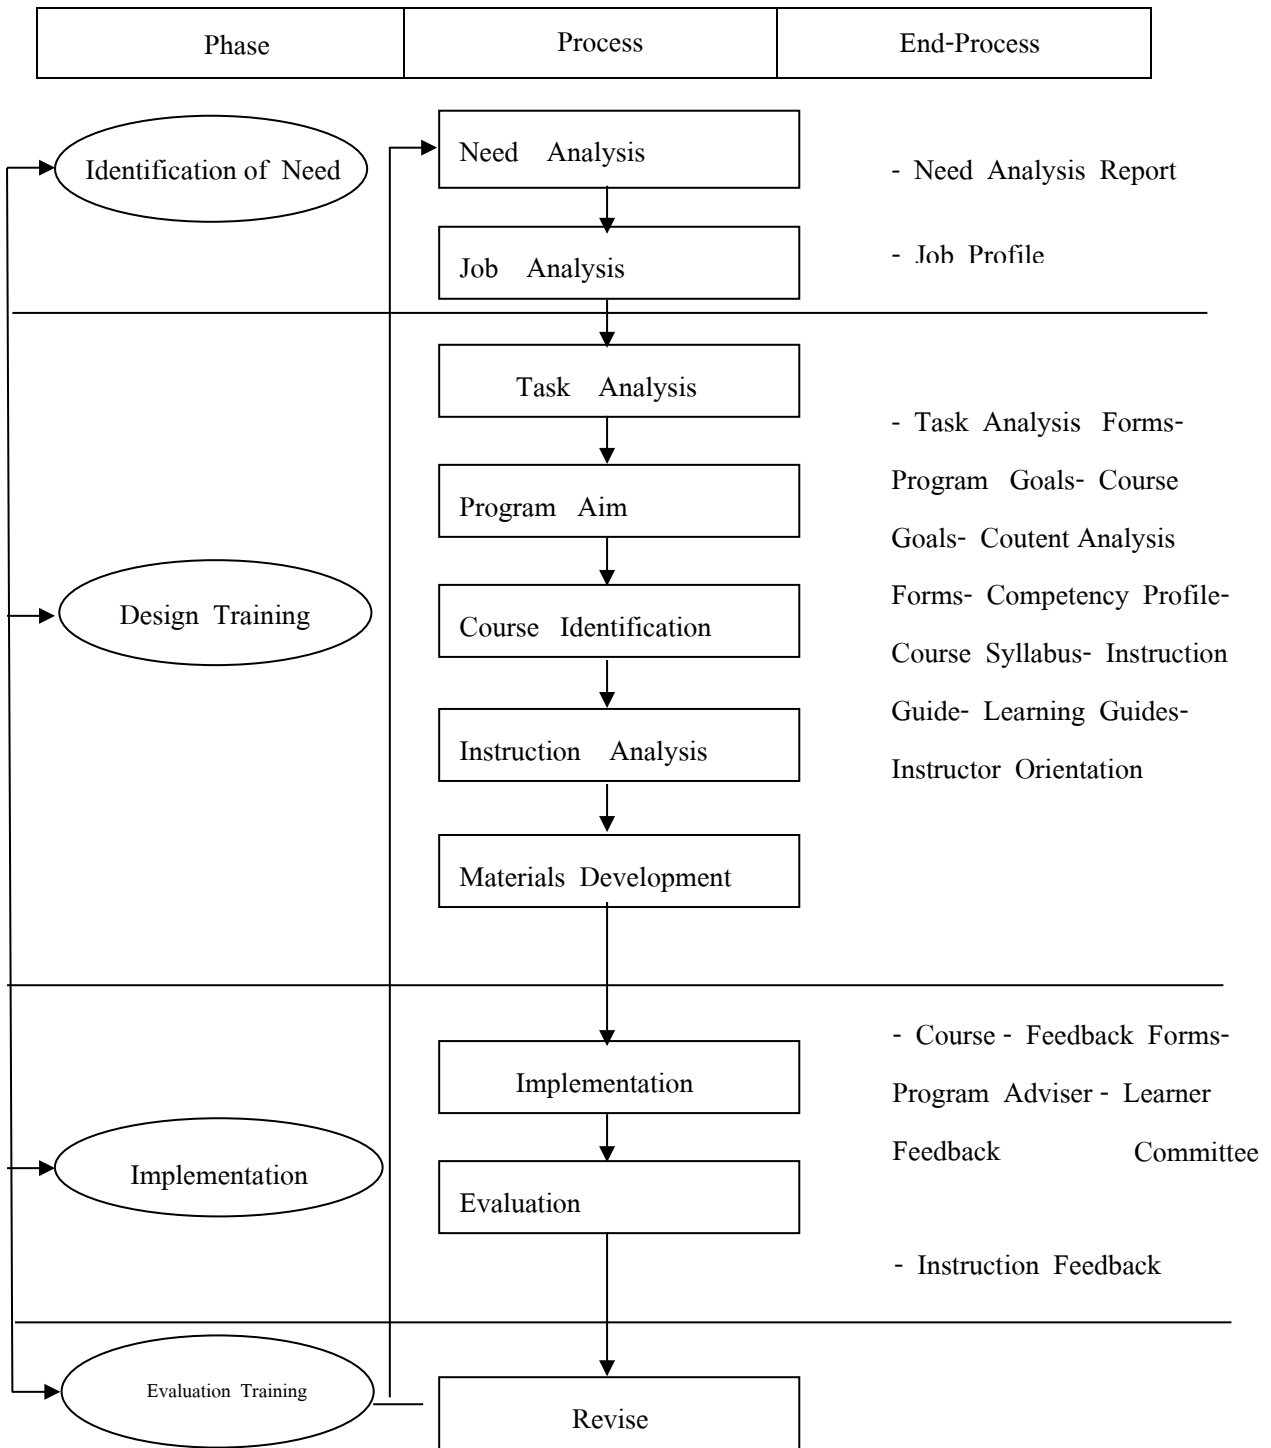 Phase Process End-Process
Identification of Need
Need Analysis
- Need Analysis Report
Job Analysis
- Job Profile
Task Analysis
- Task Analysis Forms-
Program Aim
Program Goals- Course
Goals- Coutent Analysis
Design Training
Course Identification
Forms- Competency Profile-
Course Syllabus- Instruction
Instruction Analysis
Guide- Learning Guides-
Instructor Orientation
Materials Development
Implementation
- Course - Feedback Forms-
Program Adviser - Learner
Feedback Committee
Implementation
Evaluation
- Instruction Feedback
Evaluation Training
Revise